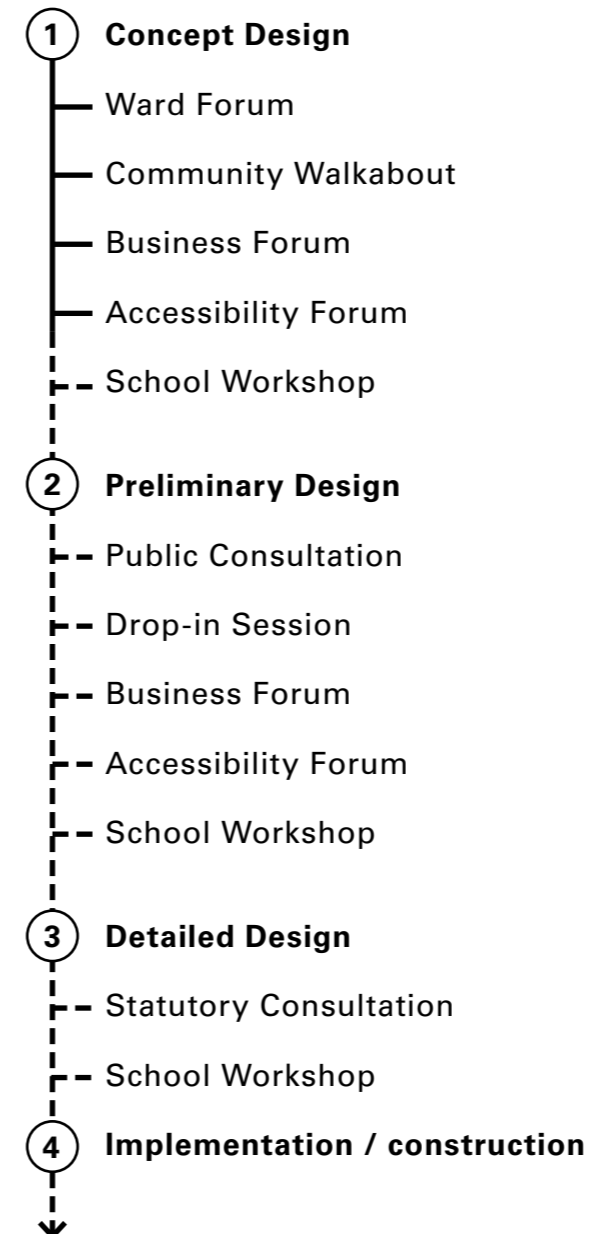 1 Concept Design
Ward Forum
Community Walkabout
Business Forum
Accessibility Forum
School Workshop
2 Preliminary Design
Public Consultation
Drop-in Session
Business Forum
Accessibility Forum
School Workshop
3 Detailed Design
Statutory Consultation
School Workshop
4 Implementation / construction